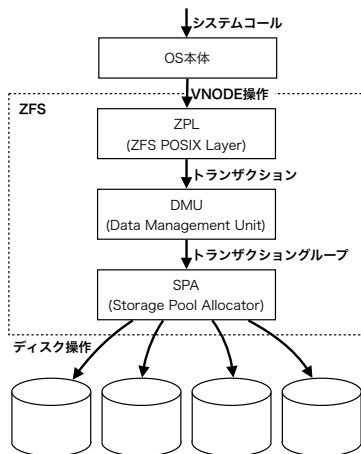 システムコール
OS本体
VNODE操作
ZFS
ZPL
(ZFS POSIX Layer)
トランザクション
DMU
(Data Management Unit)
トランザクショングループ
SPA
(Storage Pool Allocator)
ディスク操作